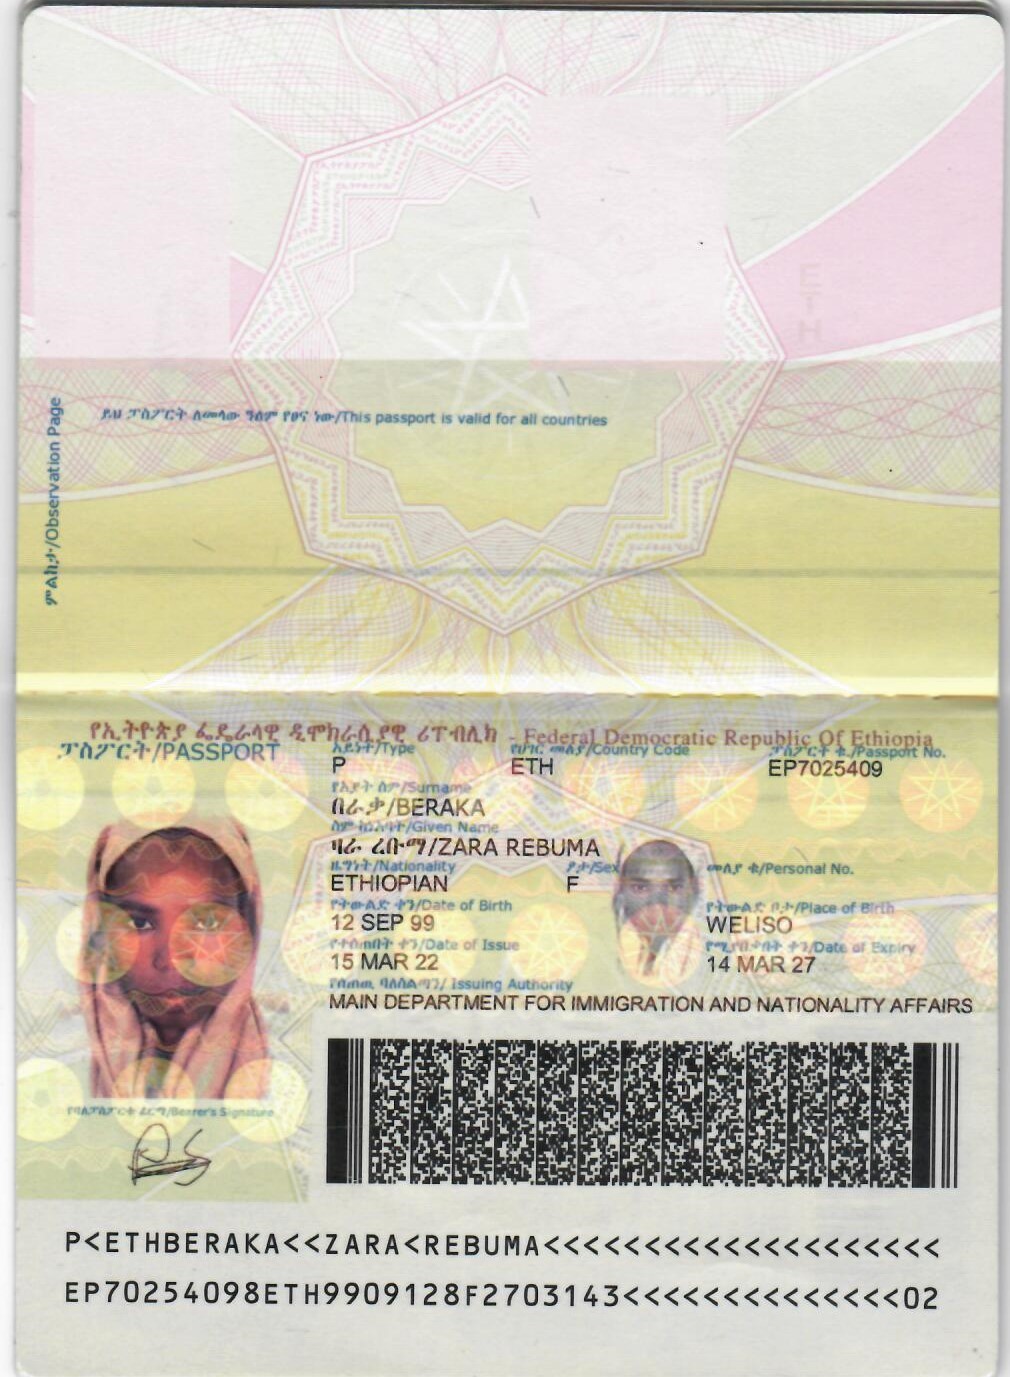 ይህ ፓስፖርት ለመላው ዓለም የፀና ነው/This passport is valid for all countries
ምልከታ/Observation Page
የኢትዮጵያ ፌዴራላዊ ዲሞክራሲያዊ ሪፐብሊክ - Federal Democratic Republic Of Ethiopia
ፓስፖርት/PASSPORT አይነት/Type የሀገር መለያ/Country Code ፓስፖርት ቁ./Passport No.
P ETH EP7025409
የአያት ስም/Surname
በራቃ/BERAKA
ስም ከነአባት/Given Name
ዛራ ረቡማ/ZARA REBUMA
ዜግነት/Nationality ፆታ/Sex መለያ ቁ/Personal No.
ETHIOPIAN F
የትውልድ ቀን/Date of Birth የትውልድ ቦታ/Place of Birth
12 SEP 99 WELISO
የተሰጠበት ቀን/Date of Issue የሚያበቃበት ቀን/Date of Expiry
15 MAR 22 14 MAR 27
የሰጠዉ ባለስልጣን/ Issuing Authority
MAIN DEPARTMENT FOR IMMIGRATION AND NATIONALITY AFFAIRS
የባለፓስፖርቱ ፊርማ/Bearer's Signature
P<ETHBERAKA<<ZARA<REBUMA<<<<<<<<<<<<<<<<<<<<
EP70254098ETH9909128F2703143<<<<<<<<<<<<<<02
ETH